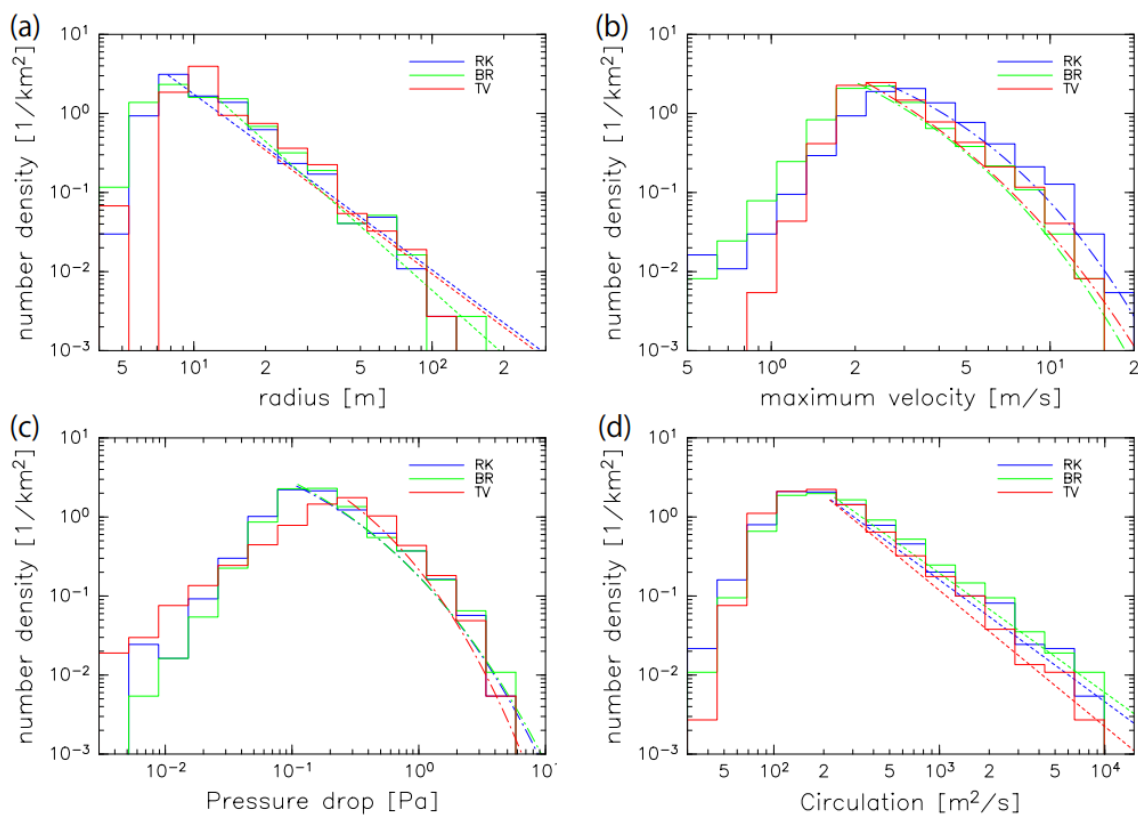 (a)
10²
10¹
10⁰
10⁻¹
10⁻²
10⁻³
number density [1/km²]
RK
BR
TV
5
10¹
2
5
10²
2
radius [m]
(b)
10²
10¹
10⁰
10⁻¹
10⁻²
10⁻³
number density [1/km²]
RK
BR
TV
5
10⁰
2
5
10¹
2
maximum velocity [m/s]
(c)
10¹
10⁰
10⁻¹
10⁻²
10⁻³
number density [1/km²]
RK
BR
TV
10⁻²
10⁻¹
10⁰
10
Pressure drop [Pa]
(d)
10¹
10⁰
10⁻¹
10⁻²
10⁻³
number density [1/km²]
RK
BR
TV
5
10²
2
5
10³
2
5
10⁴
Circulation [m²/s]